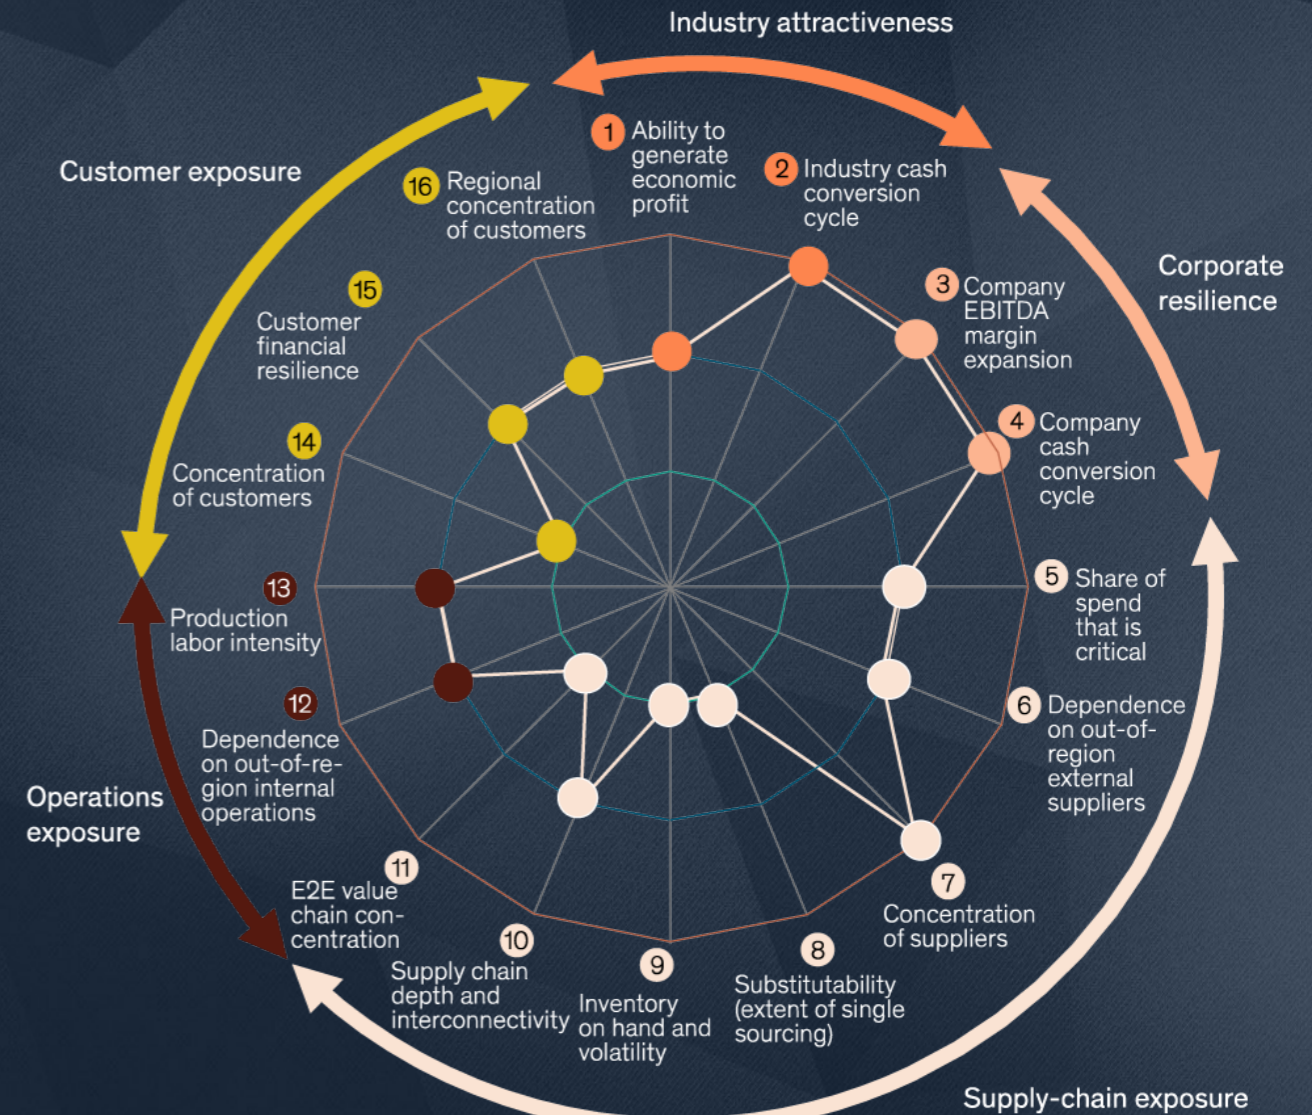 Industry attractiveness
1
Ability to
generate
economic
profit
2
Industry cash
conversion
cycle
Corporate
resilience
3
Company
EBITDA
margin
expansion
4
Company
cash
conversion
cycle
5
Share of
spend
that is
critical
6
Dependence
on out-of-
region
external
suppliers
7
Concentration
of suppliers
8
Substitutability
(extent of single
sourcing)
9
Inventory
on hand and
volatility
10
Supply chain
depth and
interconnectivity
11
E2E value
chain con-
centration
Supply-chain exposure
Operations
exposure
12
Dependence
on out-of-re-
gion internal
operations
13
Production
labor intensity
Customer exposure
14
Concentration
of customers
15
Customer
financial
resilience
16
Regional
concentration
of customers